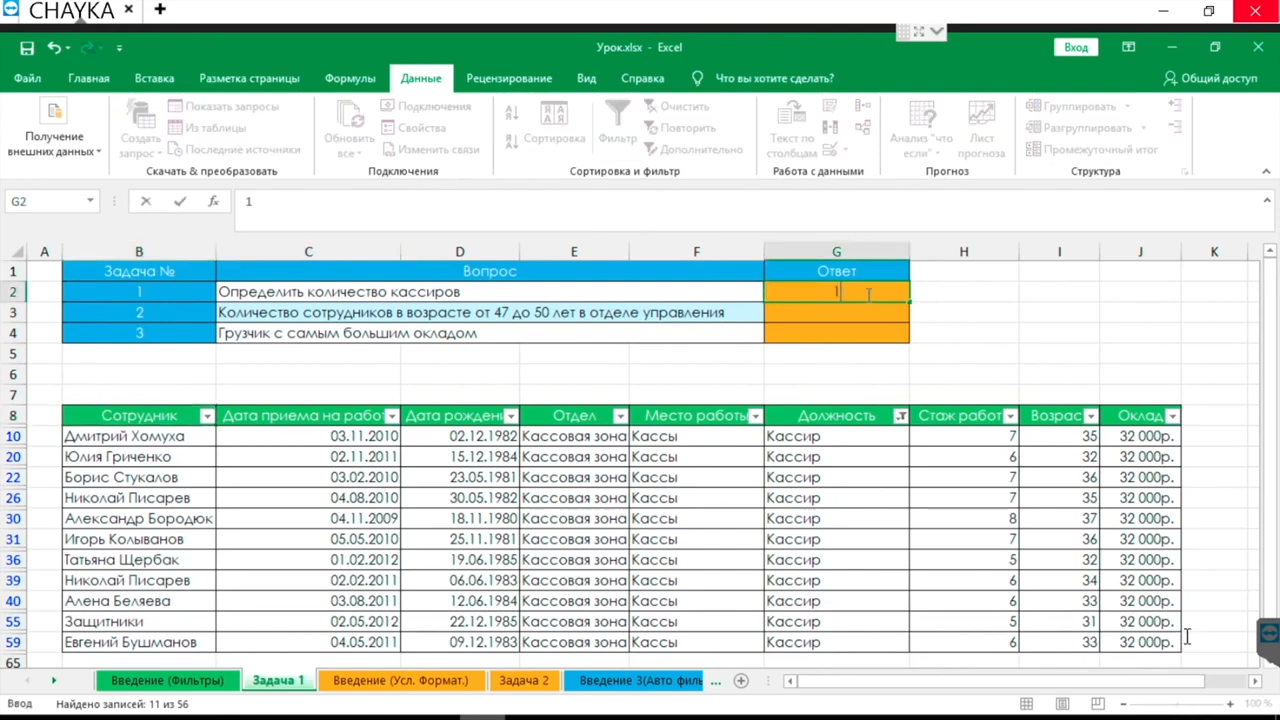 CHAYKA
Урок.xlsx - Excel
Вход
Файл Главная Вставка Разметка страницы Формулы Данные Рецензирование Вид Справка Что вы хотите сделать? Общий доступ
Получение внешних данных
Создать запрос
Показать запросы
Из таблицы
Последние источники
Скачать & преобразовать
Обновить все
Подключения
Свойства
Изменить связи
Подключения
Сортировка
Фильтр
Очистить
Повторить
Дополнительно
Сортировка и фильтр
Текст по столбцам
Работа с данными
Анализ "что если"
Лист прогноза
Прогноз
Группировать
Разгруппировать
Промежуточный итог
Структура
G2 fx 1
A B C D E F G H I J K
1 Задача № Вопрос Ответ
2 1 Определить количество кассиров 1
3 2 Количество сотрудников в возрасте от 47 до 50 лет в отделе управления
4 3 Грузчик с самым большим окладом
5
6
7
8 Сотрудник Дата приема на работ Дата рождени Отдел Место работы Должность Стаж работ Возрас Оклад
10 Дмитрий Хомуха 03.11.2010 02.12.1982 Кассовая зона Кассы Кассир 7 35 32 000р.
20 Юлия Гриченко 02.11.2011 15.12.1984 Кассовая зона Кассы Кассир 6 32 32 000р.
22 Борис Стукалов 03.02.2010 23.05.1981 Кассовая зона Кассы Кассир 7 36 32 000р.
26 Николай Писарев 04.08.2010 30.05.1982 Кассовая зона Кассы Кассир 7 35 32 000р.
30 Александр Бородюк 04.11.2009 18.11.1980 Кассовая зона Кассы Кассир 8 37 32 000р.
31 Игорь Колыванов 05.05.2010 25.11.1981 Кассовая зона Кассы Кассир 7 36 32 000р.
36 Татьяна Щербак 01.02.2012 19.06.1985 Кассовая зона Кассы Кассир 5 32 32 000р.
39 Николай Писарев 02.02.2011 06.06.1983 Кассовая зона Кассы Кассир 6 34 32 000р.
40 Алена Беляева 03.08.2011 12.06.1984 Кассовая зона Кассы Кассир 6 33 32 000р.
55 Защитники 02.05.2012 22.12.1985 Кассовая зона Кассы Кассир 5 31 32 000р.
59 Евгений Бушманов 04.05.2011 09.12.1983 Кассовая зона Кассы Кассир 6 33 32 000р.
65
Введение (Фильтры) Задача 1 Введение (Усл. Формат.) Задача 2 Введение 3(Авто филь ...
Ввод Найдено записей: 11 из 56 100 %